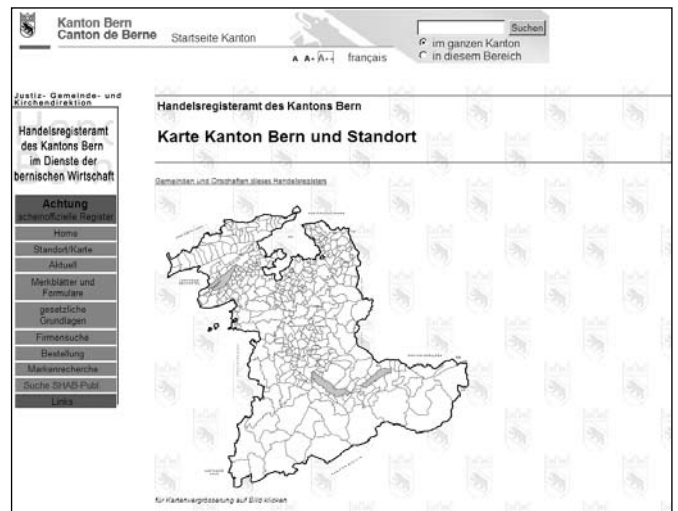 Kanton Bern
Canton de Berne
Startseite Kanton
Suchen
im ganzen Kanton
in diesem Bereich
A A+ A++
français
Justiz- Gemeinde- und
Kirchendirektion
Handelsregisteramt
des Kantons Bern
im Dienste der
bernischen Wirtschaft
Achtung
scheinoffizielle Register
Home
Standort/Karte
Aktuell
Merkblätter und
Formulare
gesetzliche
Grundlagen
Firmensuche
Bestellung
Markenrecherche
Suche SHAB-Publ.
Links
Handelsregisteramt des Kantons Bern
Karte Kanton Bern und Standort
Gemeinden und Ortschaften dieses Handelsregisters
für Kartenvergrösserung auf Bild klicken